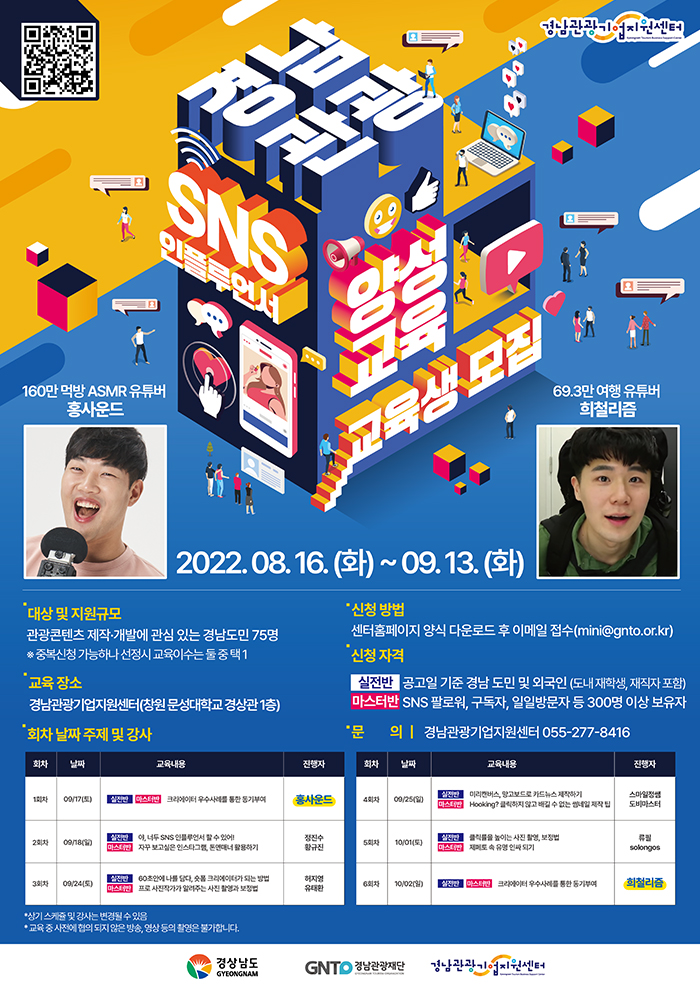 경남관광기업지원센터
경남관광
SNS
인플루언서
양성
교육
교육생 모집
160만 먹방 ASMR 유튜버
홍사운드
69.3만 여행 유튜버
희철리즘
2022. 08. 16. (화) ~ 09. 13. (화)
대상 및 지원규모
관광콘텐츠 제작·개발에 관심 있는 경남도민 75명
※ 중복신청 가능하나 선정시 교육이수는 둘 중 택 1
교육 장소
경남관광기업지원센터(창원 문성대학교 경상관 1층)
신청 방법
센터홈페이지 양식 다운로드 후 이메일 접수(mini@gnto.or.kr)
신청 자격
실전반 공고일 기준 경남 도민 및 외국인 (도내 재학생, 재직자 포함)
마스터반 SNS 팔로워, 구독자, 일일방문자 등 300명 이상 보유자
문 의 | 경남관광기업지원센터 055-277-8416
회차 날짜 주제 및 강사
회차 날짜 교육내용 진행자
1회차 09/17(토) 실전반 마스터반 크리에이터 우수사례를 통한 동기부여 홍사운드
2회차 09/18(일) 실전반 야, 너두 SNS 인플루언서 할 수 있어! 정진수
마스터반 자꾸 보고싶은 인스타그램, 돈앤매너 활용하기 황규진
3회차 09/24(토) 실전반 60초만에 나를 담다, 숏폼 크리에이터가 되는 방법 허지영
마스터반 프로 사진작가가 알려주는 사진 촬영과 보정법 유태환
회차 날짜 교육내용 진행자
4회차 09/25(일) 실전반 미리캔버스, 망고보드로 카드뉴스 제작하기 스마일정쌤
마스터반 Hooking? 클릭하지 않고 배길 수 없는 썸네일 제작 팁 도비마스터
5회차 10/01(토) 실전반 클릭률을 높이는 사진 촬영, 보정법 류월
마스터반 제페토 속 유명 인싸 되기 solongos
6회차 10/02(일) 실전반 마스터반 크리에이터 우수사례를 통한 동기부여 희철리즘
*상기 스케쥴 및 강사는 변경될 수 있음
* 교육 중 사전에 협의 되지 않은 방송, 영상 등의 촬영은 불가합니다.
경상남도
GYEONGNAM
GNTO 경남관광재단
경남관광기업지원센터